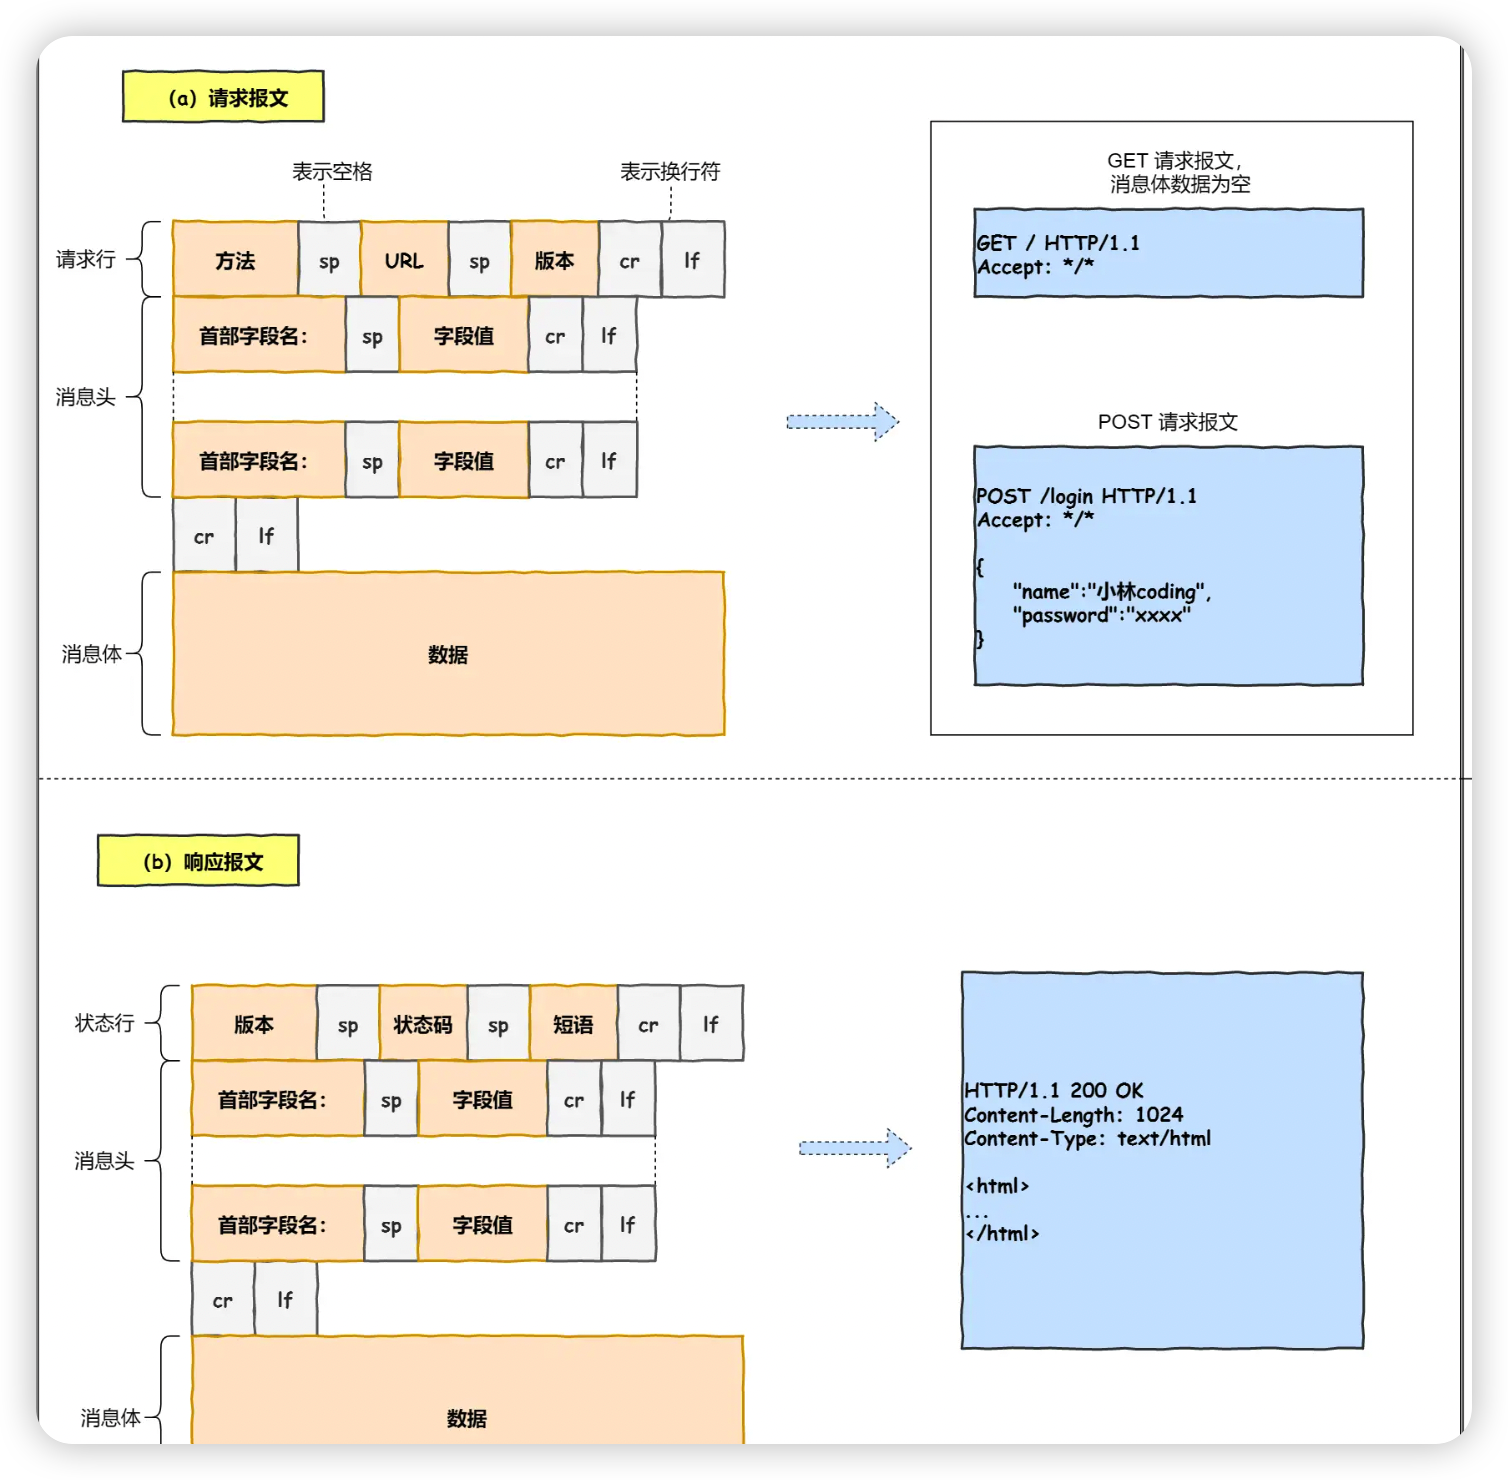 (a) 请求报文
表示空格
表示换行符
请求行
方法 sp URL sp 版本 cr lf
消息头
首部字段名: sp 字段值 cr lf
首部字段名: sp 字段值 cr lf
cr lf
消息体
数据
GET 请求报文,
消息体数据为空
GET / HTTP/1.1
Accept: */*
POST 请求报文
POST /login HTTP/1.1
Accept: */*
{
"name":"小林coding",
"password":"xxxx"
}
(b) 响应报文
状态行
版本 sp 状态码 sp 短语 cr lf
消息头
首部字段名: sp 字段值 cr lf
首部字段名: sp 字段值 cr lf
cr lf
消息体
数据
HTTP/1.1 200 OK
Content-Length: 1024
Content-Type: text/html
<html>
...
</html>